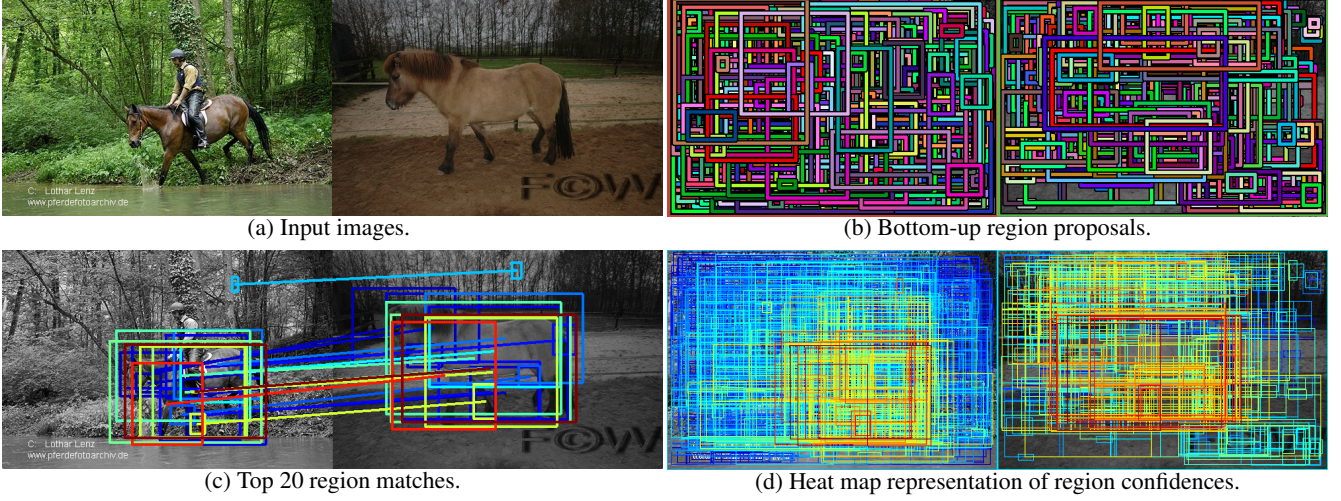 C: Lothar Lenz
www.pferdefotoarchiv.de
F©W
(a) Input images.
(b) Bottom-up region proposals.
C: Lothar Lenz
www.pferdefotoarchiv.de
F©W
(c) Top 20 region matches.
(d) Heat map representation of region confidences.